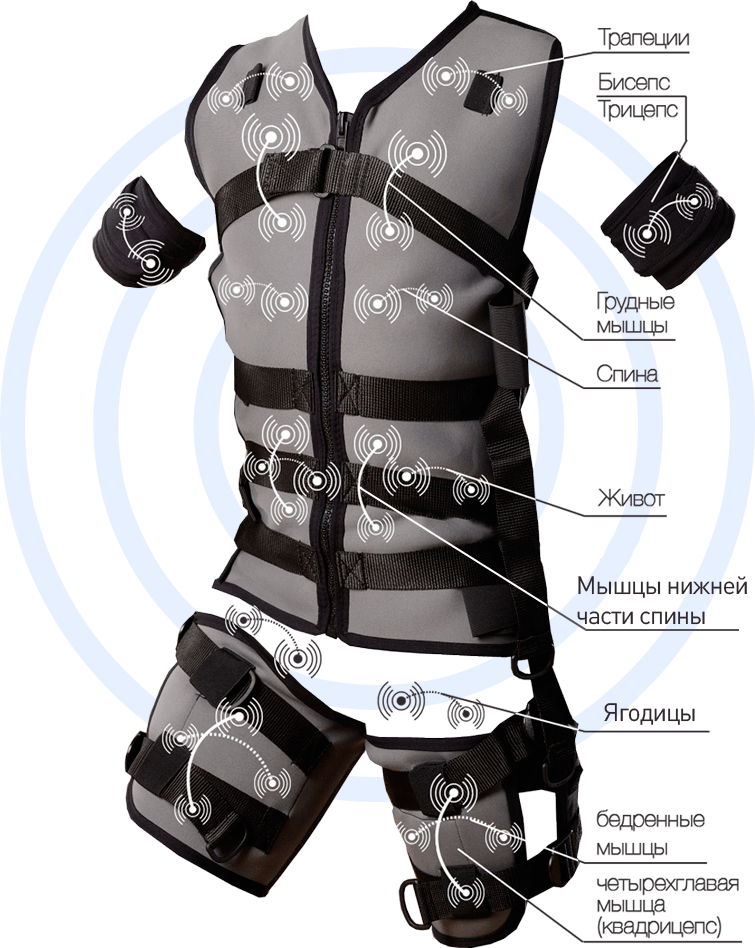 Трапеции
Бисепс
Трицепс
Грудные
мышцы
Спина
Живот
Мышцы нижней
части спины
Ягодицы
бедренные
мышцы
четырехглавая
мышца
(квадрицепс)